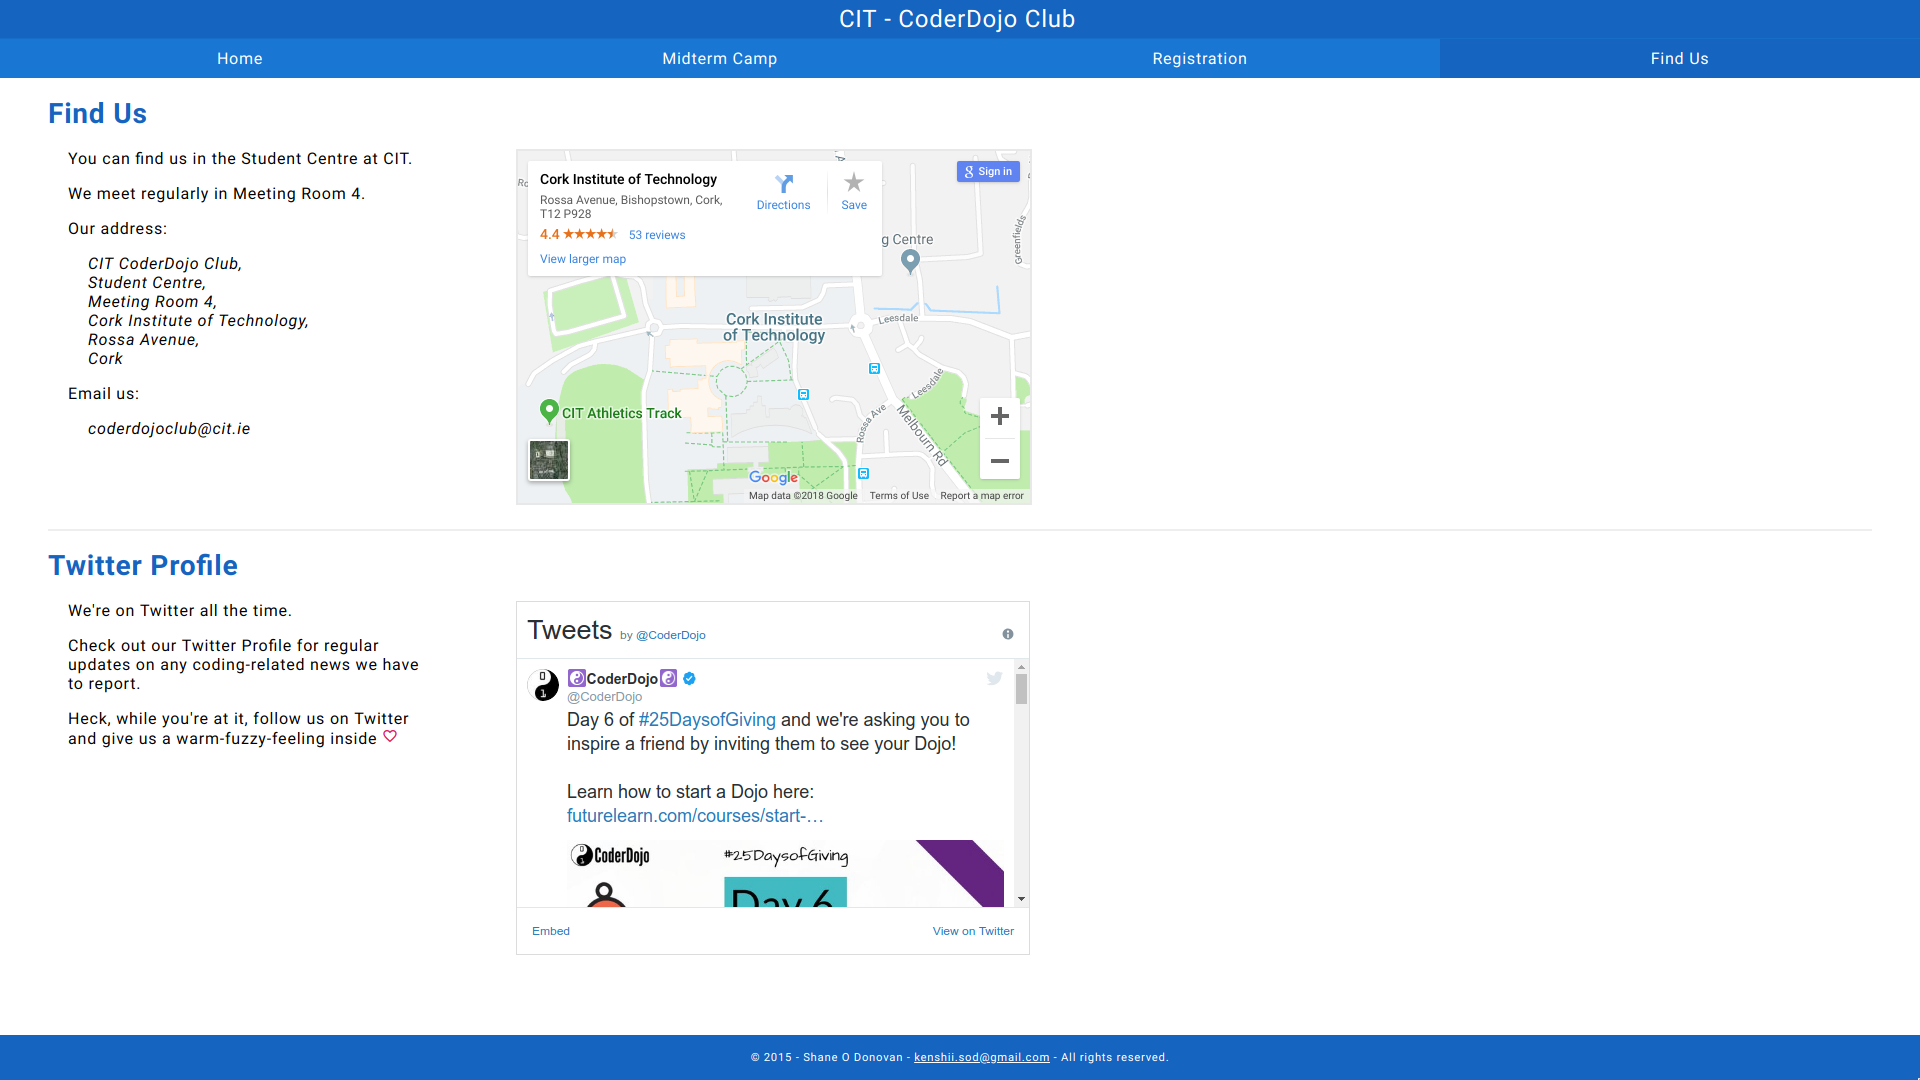 CIT - CoderDojo Club
Home
Midterm Camp
Registration
Find Us
Find Us
You can find us in the Student Centre at CIT.
We meet regularly in Meeting Room 4.
Our address:
CIT CoderDojo Club,
Student Centre,
Meeting Room 4,
Cork Institute of Technology,
Rossa Avenue,
Cork
Email us:
coderdojoclub@cit.ie
Cork Institute of Technology
Rossa Avenue, Bishopstown, Cork,
T12 P928
4.4
53 reviews
View larger map
Directions
Save
Sign in
g Centre
Greenfields
Cork Institute
of Technology
Leesdale
Leesdale
Rossa Ave
Melbourn Rd
CIT Athletics Track
Google
Map data ©2018 Google
Terms of Use
Report a map error
Twitter Profile
We're on Twitter all the time.
Check out our Twitter Profile for regular
updates on any coding-related news we have
to report.
Heck, while you're at it, follow us on Twitter
and give us a warm-fuzzy-feeling inside
Tweets by @CoderDojo
☯CoderDojo☯
@CoderDojo
Day 6 of #25DaysofGiving and we're asking you to
inspire a friend by inviting them to see your Dojo!
Learn how to start a Dojo here:
futurelearn.com/courses/start-…
CoderDojo
#25DaysofGiving
Day 6
Embed
View on Twitter
© 2015 - Shane O Donovan - kenshii.sod@gmail.com - All rights reserved.